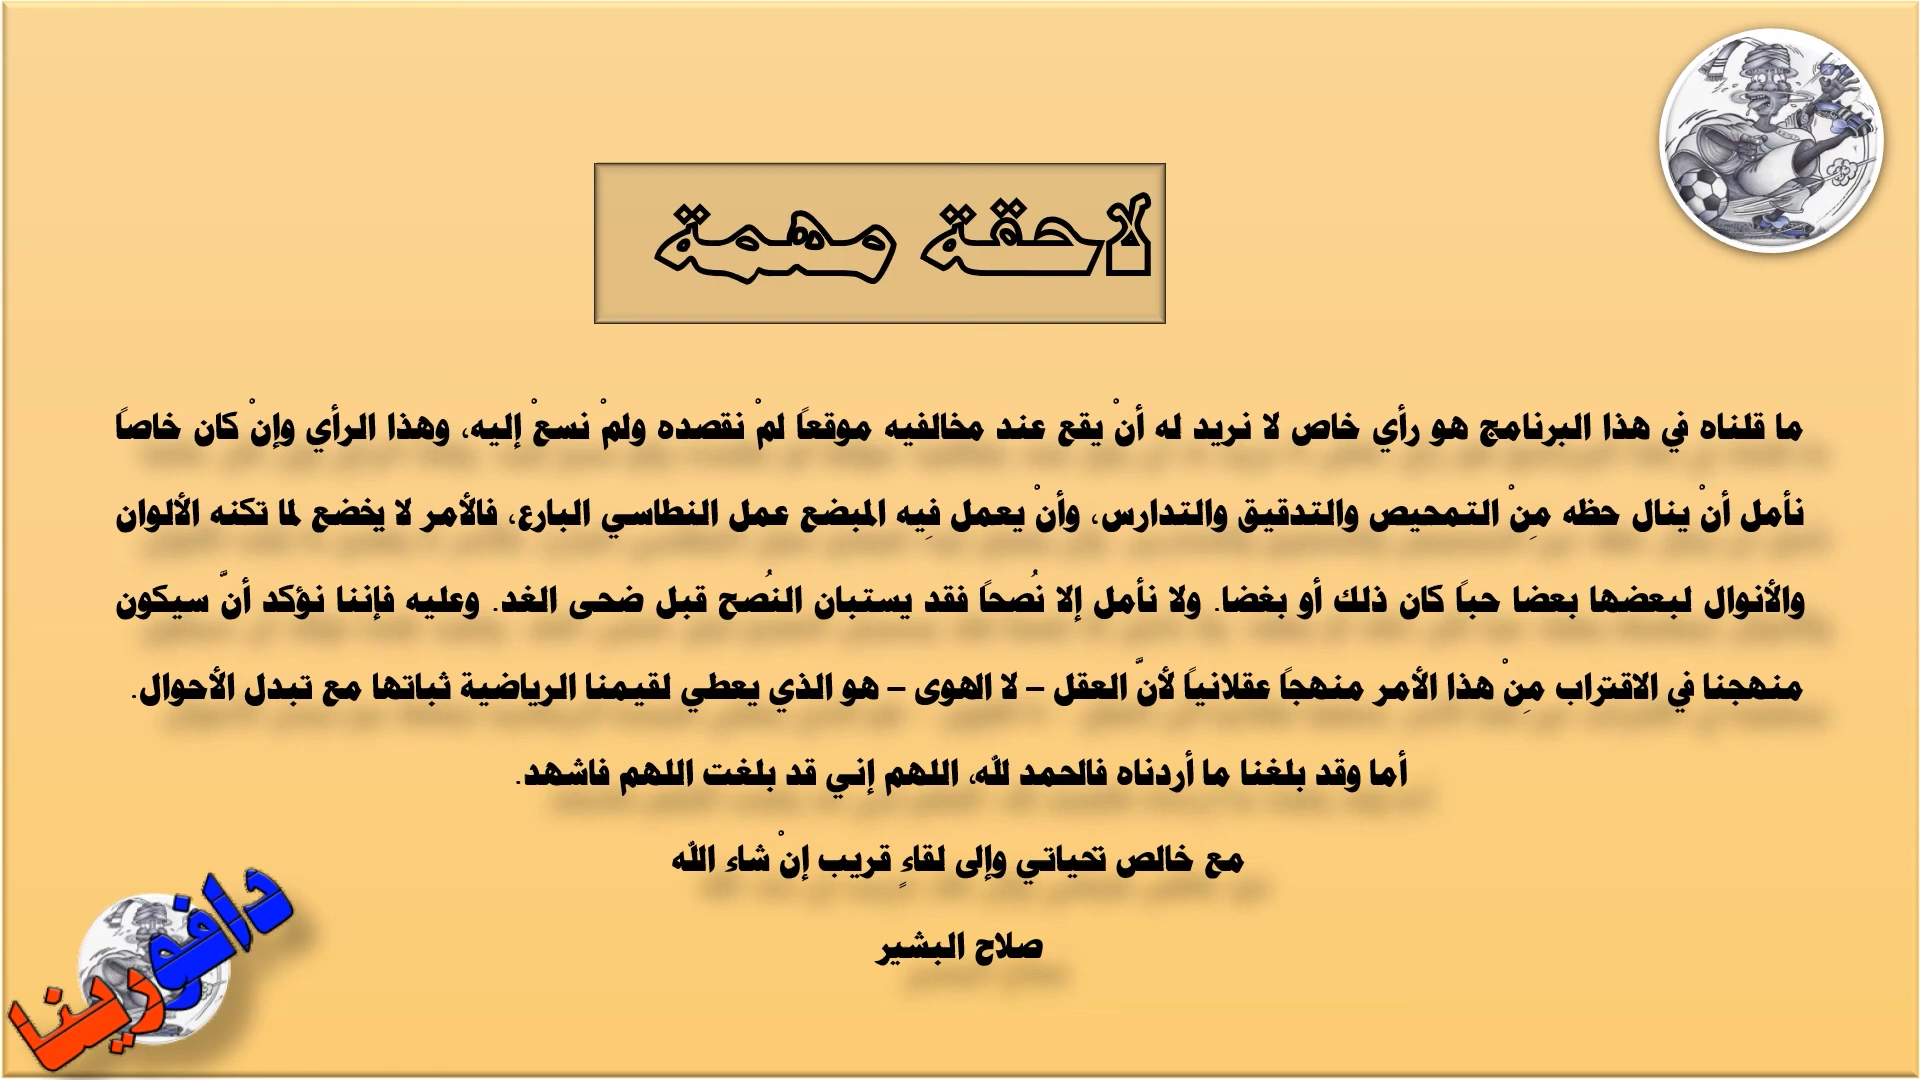 لاحقة مهمة
ما قلناه في هذا البرنامج هو رأي خاص لا نريد له أنْ يقع عند مخالفيه موقعاً لمْ نقصده ولمْ نسعْ إليه، وهذا الرأي وإنْ كان خاصاً
نأمل أنْ ينال حظه مِنْ التمحيص والتدقيق والتدارس، وأنْ يعمل فِيه المبضع عمل النطاسي البارع، فالأمر لا يخضع لما تكنه الألوان
والأنوال لبعضها بعضا حباً كان ذلك أو بغضا. ولا نأمل إلا نُصحاً فقد يستبان النُصح قبل ضحى الغد. وعليه فإننا نؤكد أنَّ سيكون
منهجنا في الاقتراب مِنْ هذا الأمر منهجاً عقلانياً لأنَّ العقل – لا الهوى – هو الذي يعطي لقيمنا الرياضية ثباتها مع تبدل الأحوال.
أما وقد بلغنا ما أردناه فالحمد لله، اللهم إني قد بلغت اللهم فاشهد.
مع خالص تحياتي وإلى لقاءٍ قريب إنْ شاء الله
صلاح البشير
دافورينا